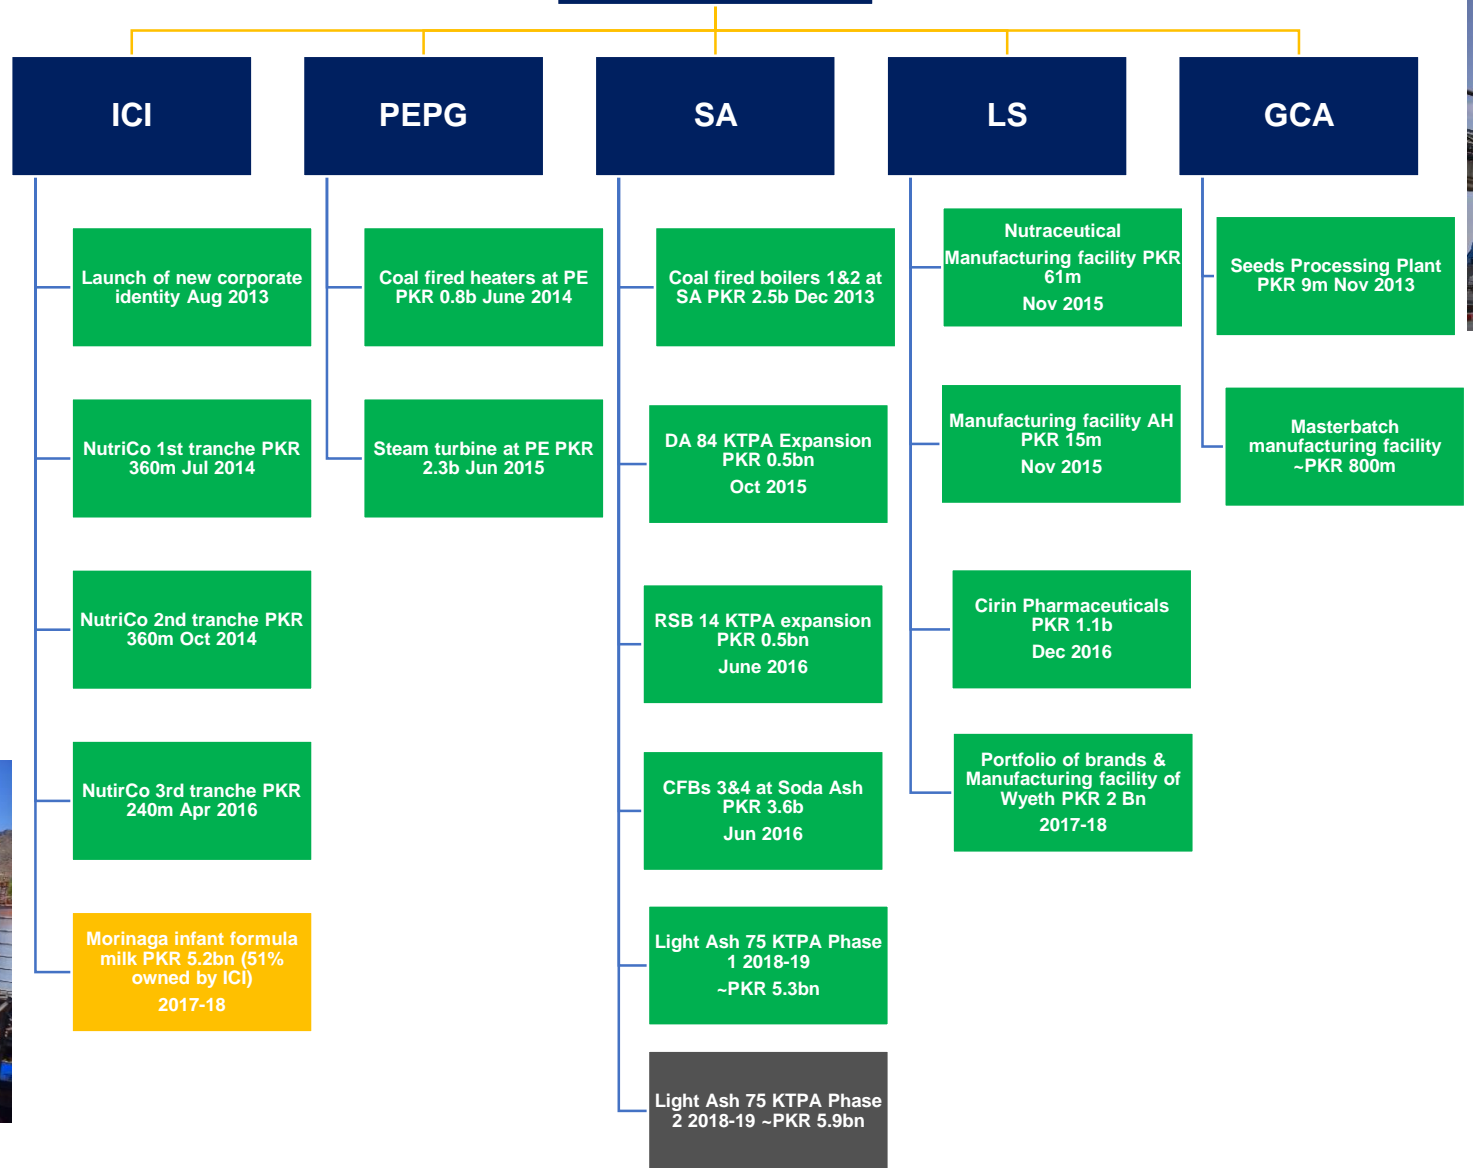 ICI
PEPG
SA
LS
GCA
Launch of new corporate
identity Aug 2013
NutriCo 1st tranche PKR
360m Jul 2014
NutriCo 2nd tranche PKR
360m Oct 2014
NutirCo 3rd tranche PKR
240m Apr 2016
Morinaga infant formula
milk PKR 5.2bn (51%
owned by ICI)
2017-18
Coal fired heaters at PE
PKR 0.8b June 2014
Steam turbine at PE PKR
2.3b Jun 2015
Coal fired boilers 1&2 at
SA PKR 2.5b Dec 2013
DA 84 KTPA Expansion
PKR 0.5bn
Oct 2015
RSB 14 KTPA expansion
PKR 0.5bn
June 2016
CFBs 3&4 at Soda Ash
PKR 3.6b
Jun 2016
Light Ash 75 KTPA Phase
1 2018-19
~PKR 5.3bn
Light Ash 75 KTPA Phase
2 2018-19 ~PKR 5.9bn
Nutraceutical
Manufacturing facility PKR
61m
Nov 2015
Manufacturing facility AH
PKR 15m
Nov 2015
Cirin Pharmaceuticals
PKR 1.1b
Dec 2016
Portfolio of brands &
Manufacturing facility of
Wyeth PKR 2 Bn
2017-18
Seeds Processing Plant
PKR 9m Nov 2013
Masterbatch
manufacturing facility
~PKR 800m